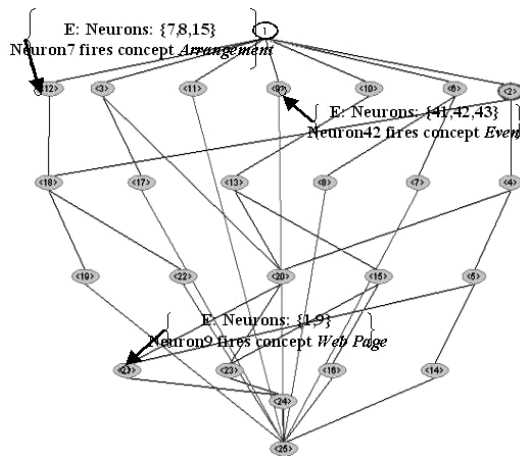 E: Neurons: {7,8,15}
Neuron7 fires concept Arrangement
1
<12> <3> <11> <9> <10> <6> <2>
E: Neurons: {41,42,43}
Neuron42 fires concept Event
<18> <17> <13> <8> <7> <4>
<19> <22> <20> <15> <5>
E: Neurons: {1,9}
Neuron9 fires concept Web Page
<21> <23> <16> <14>
<24>
<25>